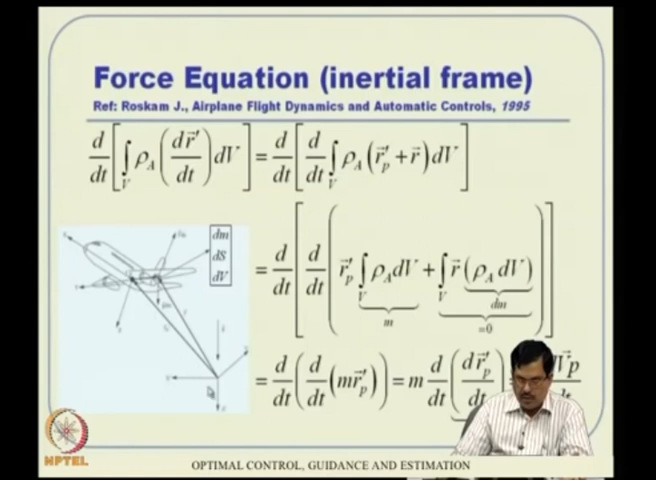 Force Equation (inertial frame)
Ref: Roskam J., Airplane Flight Dynamics and Automatic Controls, 1995
d/dt [ ∫_V ρ_A ( dr⃗′/dt ) dV ] = d/dt [ d/dt ∫_V ρ_A ( r⃗′_p + r⃗ ) dV ]
= d/dt [ d/dt ( r⃗′_p ∫_V ρ_A dV + ∫_V r⃗ ( ρ_A dV ) ) ]
m
dm
=0
dm
dS
dV
= d/dt ( d/dt ( m r⃗′_p ) ) = m d/dt ( dr⃗′_p/dt ) V⃗p
NPTEL
OPTIMAL CONTROL, GUIDANCE AND ESTIMATION